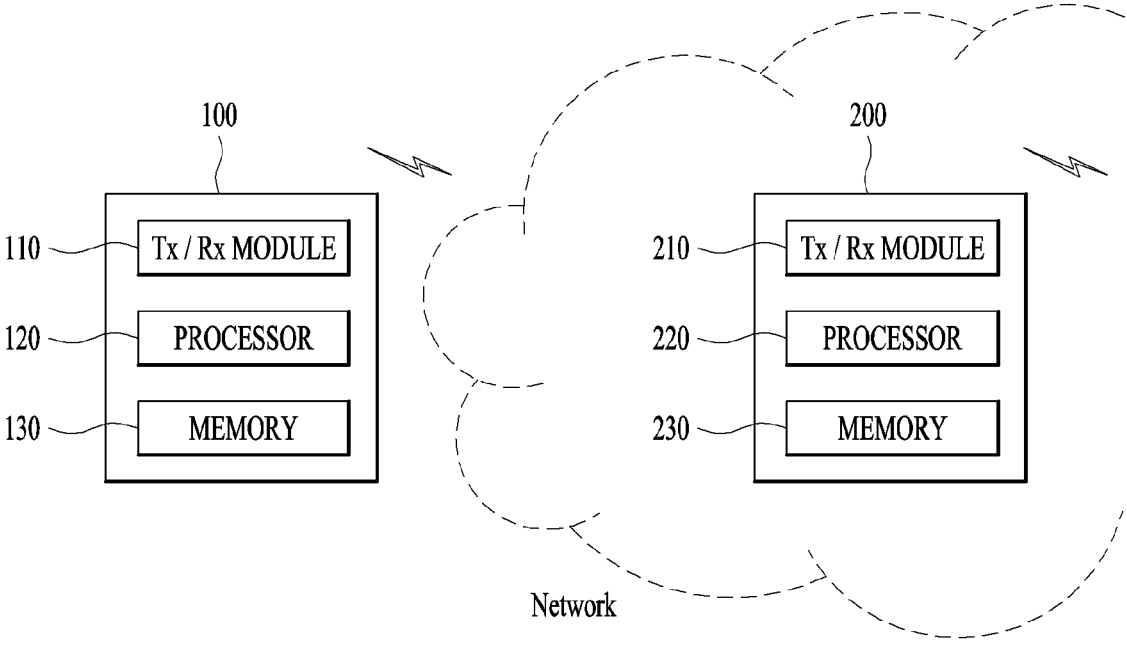 100
200
110
Tx / Rx MODULE
120
PROCESSOR
130
MEMORY
210
Tx / Rx MODULE
220
PROCESSOR
230
MEMORY
Network